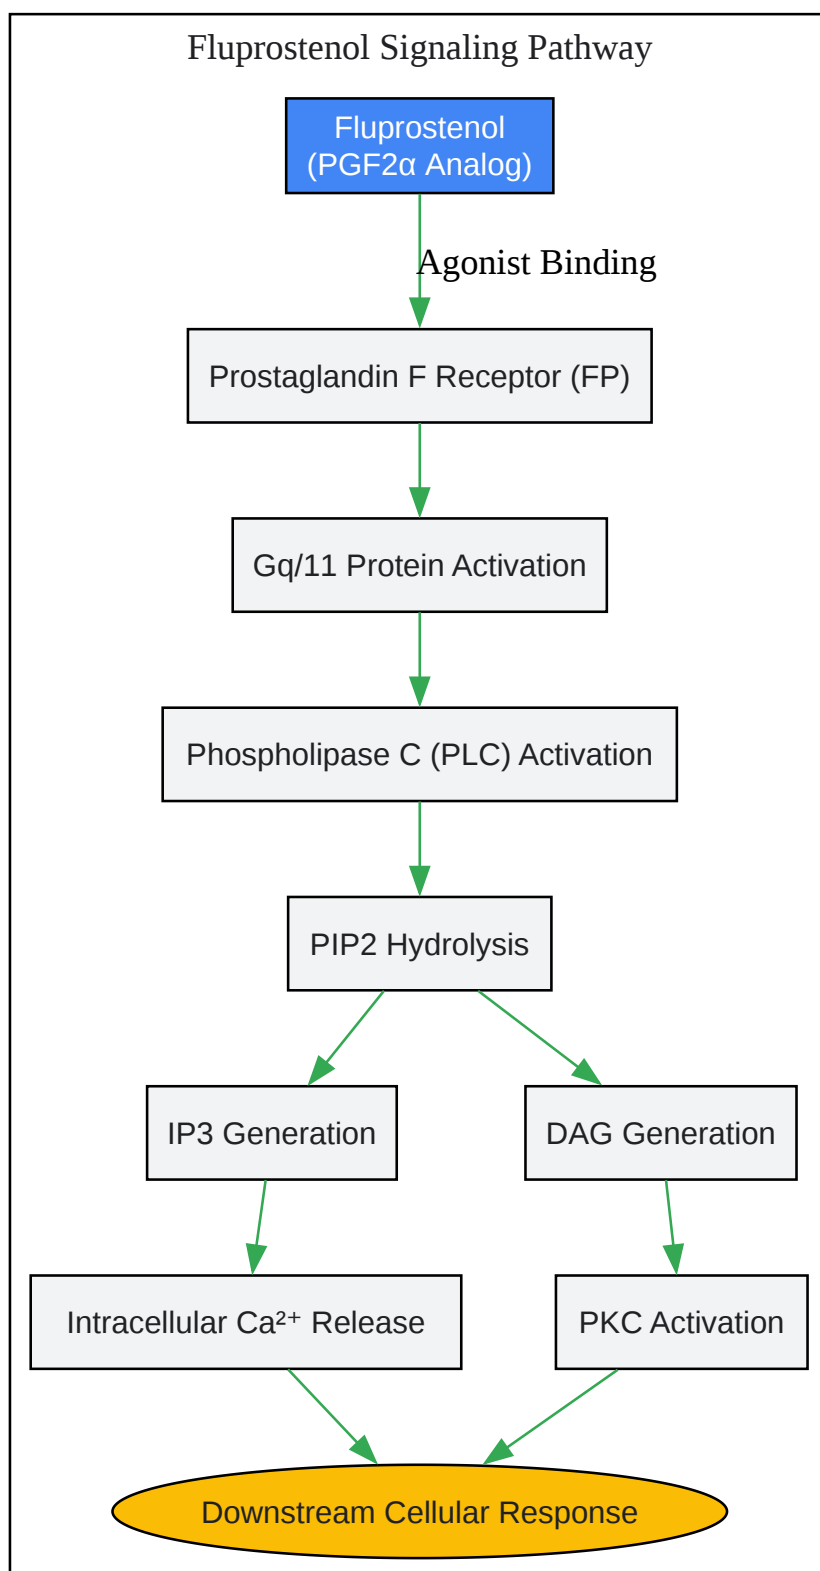 Fluprostenol Signaling Pathway
Fluprostenol
(PGF2α Analog)
Agonist Binding
Prostaglandin F Receptor (FP)
Gq/11 Protein Activation
Phospholipase C (PLC) Activation
PIP2 Hydrolysis
IP3 Generation
DAG Generation
Intracellular Ca²⁺ Release
PKC Activation
Downstream Cellular Response